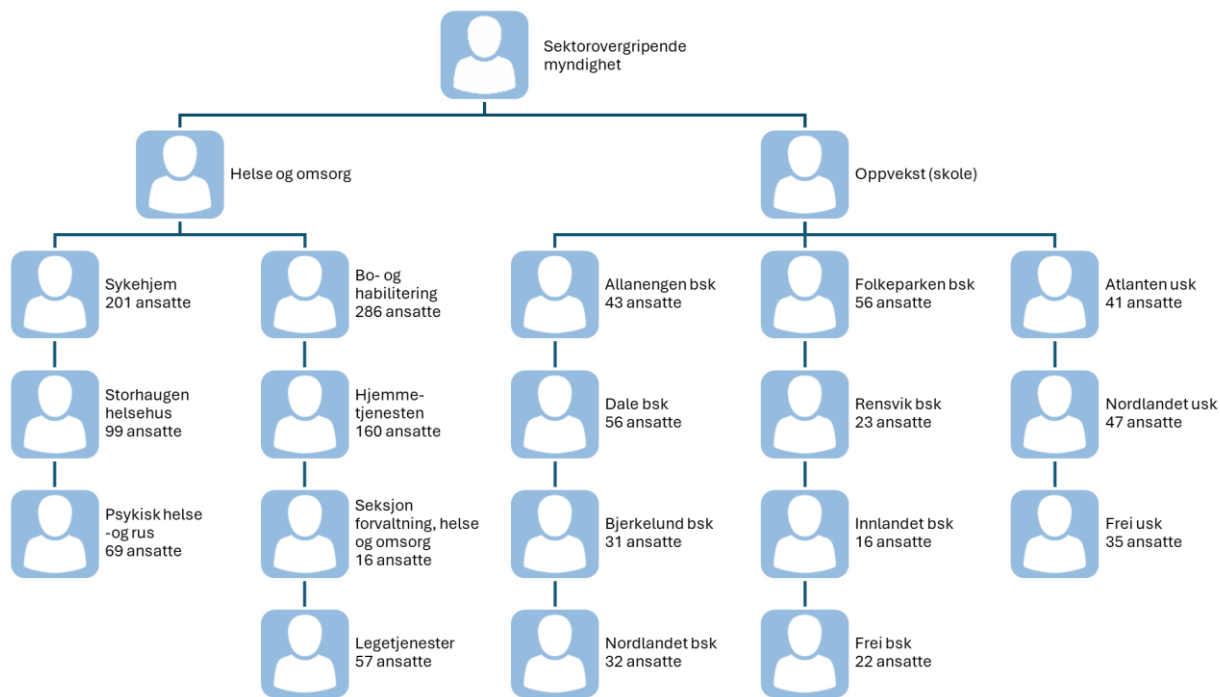 Sektorovergripende
myndighet
Helse og omsorg
Oppvekst (skole)
Sykehjem
201 ansatte
Bo- og
habilitering
286 ansatte
Allanengen bsk
43 ansatte
Folkeparken bsk
56 ansatte
Atlanten usk
41 ansatte
Storhaugen
helsehus
99 ansatte
Hjemme-
tjenesten
160 ansatte
Dale bsk
56 ansatte
Rensvik bsk
23 ansatte
Nordlandet usk
47 ansatte
Psykisk helse
-og rus
69 ansatte
Seksjon
forvaltning, helse
og omsorg
16 ansatte
Bjerkelund bsk
31 ansatte
Innlandet bsk
16 ansatte
Frei usk
35 ansatte
Legetjenester
57 ansatte
Nordlandet bsk
32 ansatte
Frei bsk
22 ansatte